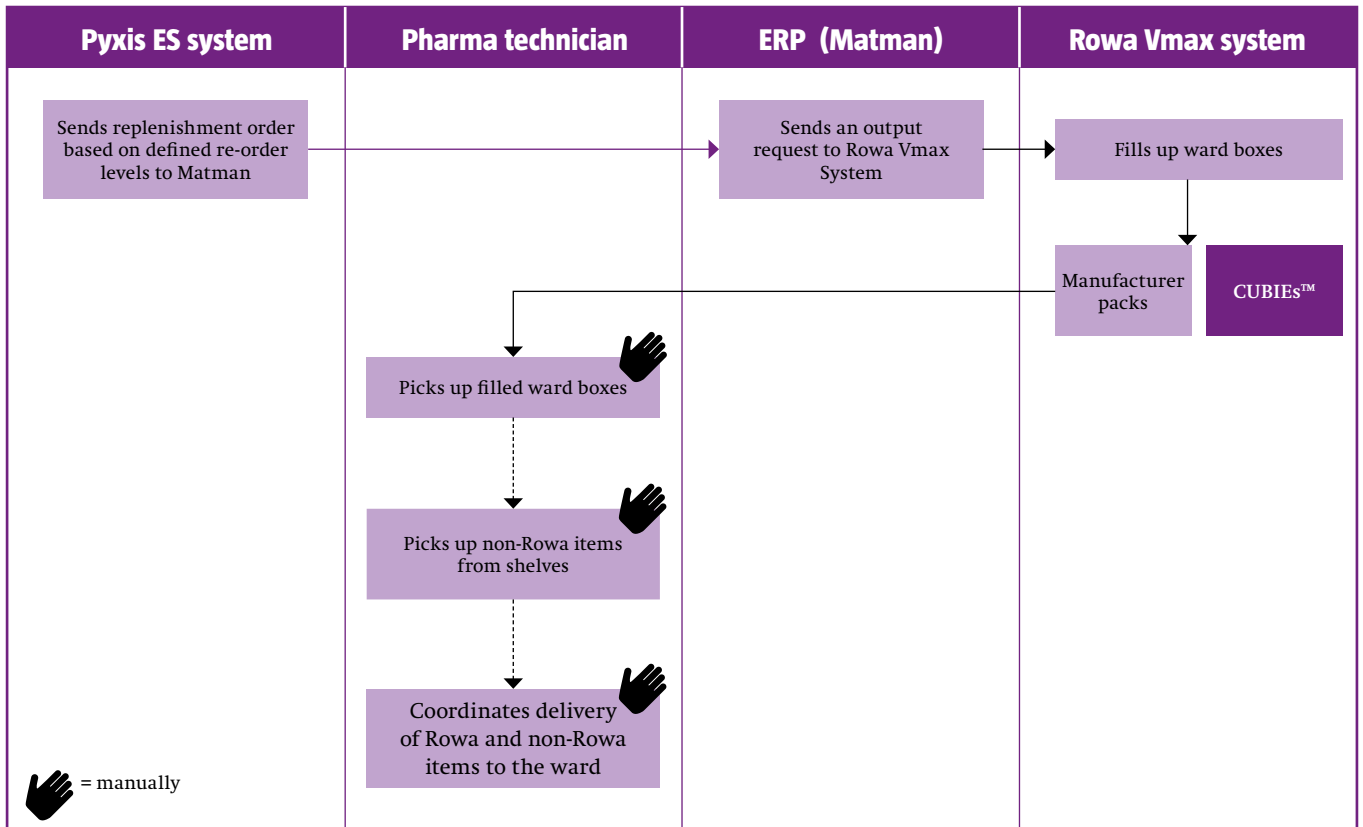 Pyxis ES system
Pharma technician
ERP (Matman)
Rowa Vmax system
Sends replenishment order
based on defined re-order
levels to Matman
Sends an output
request to Rowa Vmax
System
Fills up ward boxes
Manufacturer
packs
CUBIEs™
Picks up filled ward boxes
Picks up non-Rowa items
from shelves
Coordinates delivery
of Rowa and non-Rowa
items to the ward
= manually